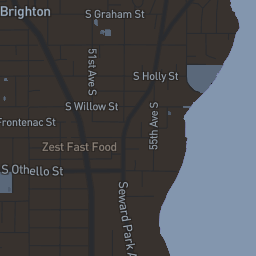 Brighton
S Graham St
51st Ave S
S Holly St
S Willow St
55th Ave S
Frontenac St
Zest Fast Food
S Othello St
Seward Park A